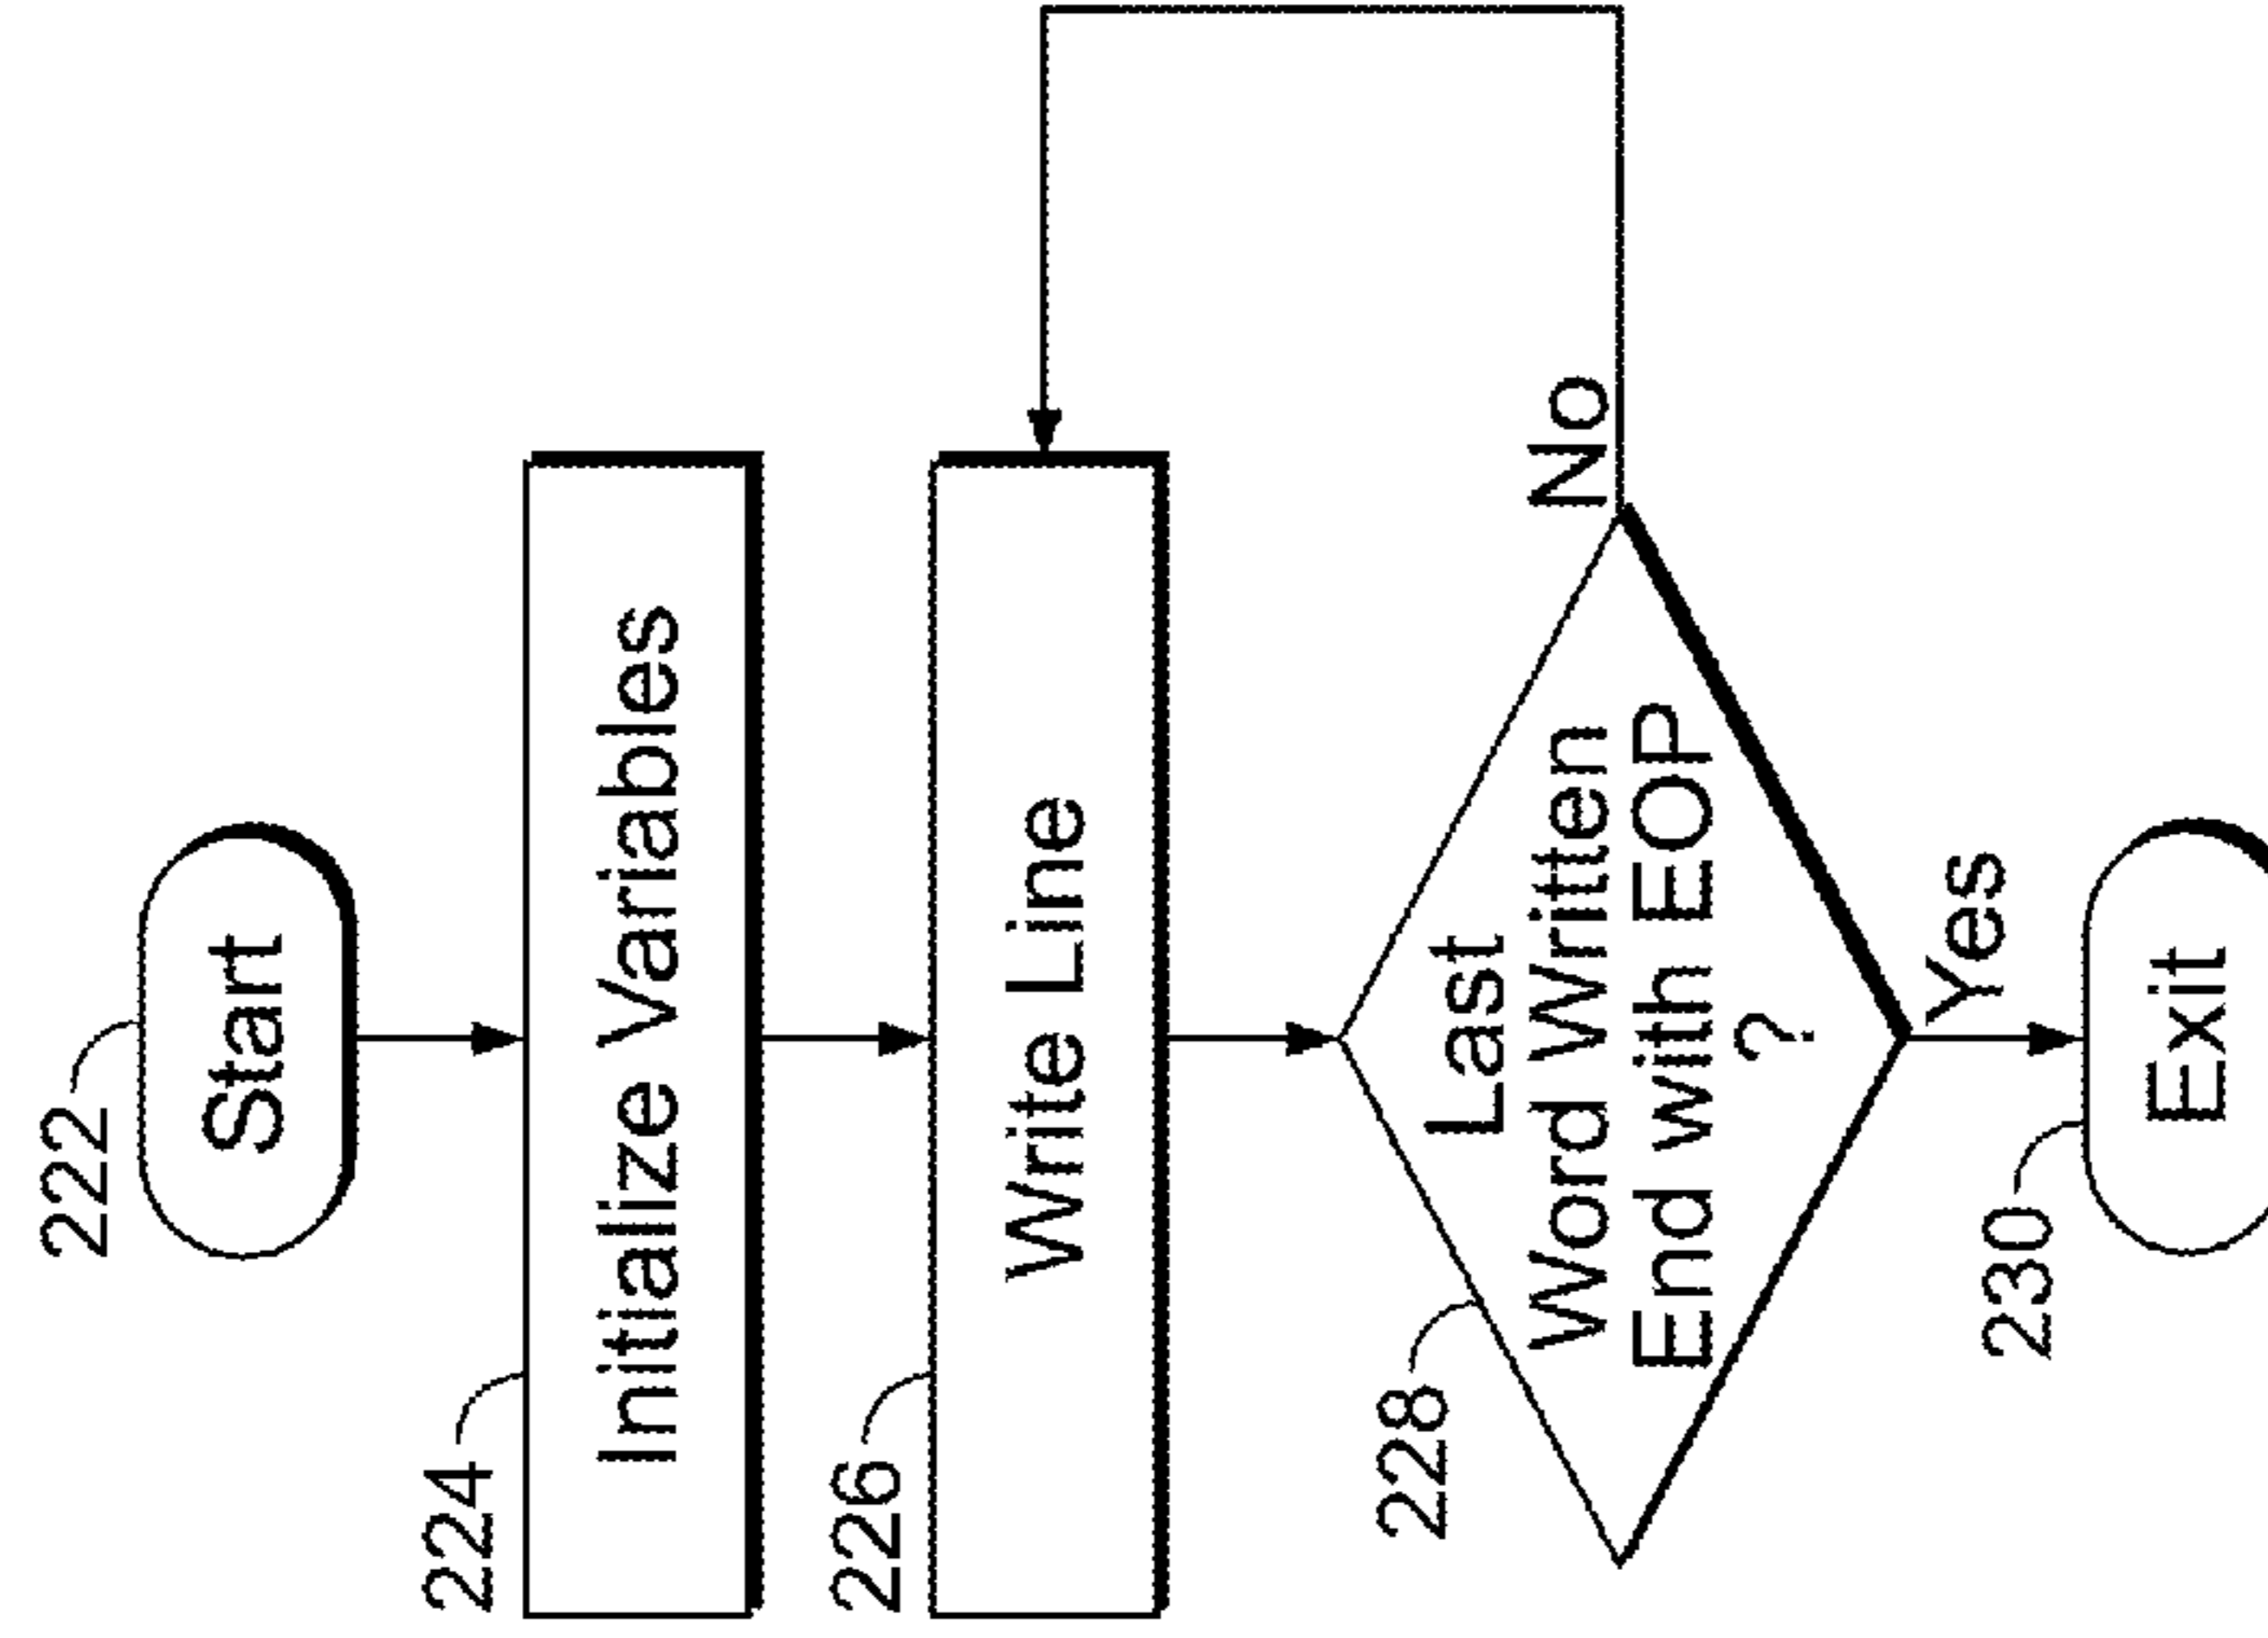 222
Start
224
Initialize Variables
226
Write Line
228
Last
Word Written
End with EOP
?
No
Yes
230
Exit